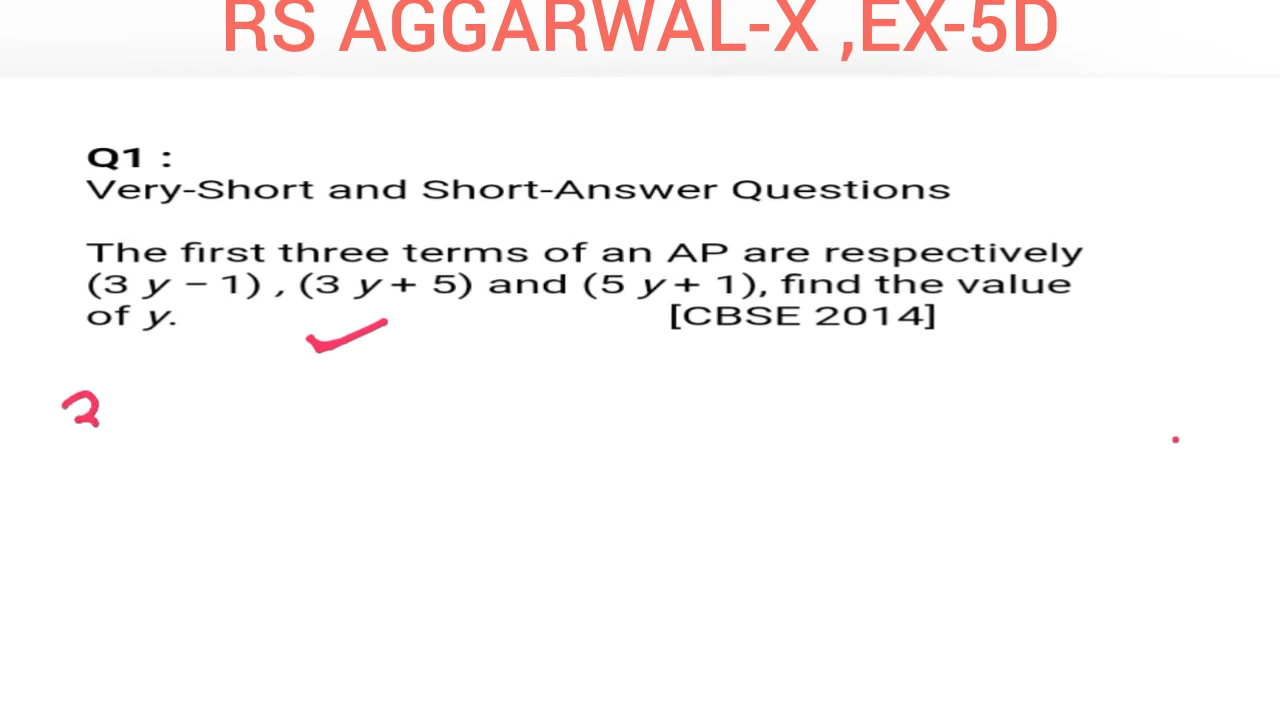 RS AGGARWAL-X ,EX-5D
Q1 :
Very-Short and Short-Answer Questions
The first three terms of an AP are respectively
(3 y − 1) , (3 y + 5) and (5 y + 1), find the value
of y. [CBSE 2014]